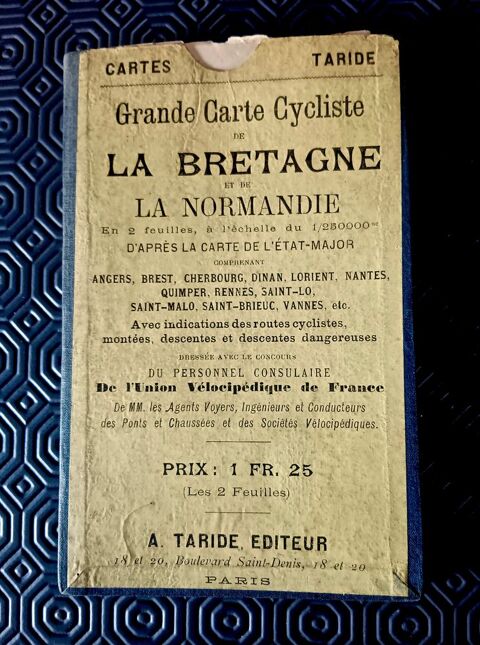 CARTES TARIDE
Grande Carte Cycliste
DE
LA BRETAGNE
ET DE
LA NORMANDIE
En 2 feuilles, à l'échelle du 1/250000me
D'APRÈS LA CARTE DE L'ÉTAT-MAJOR
COMPRENANT
ANGERS, BREST, CHERBOURG, DINAN, LORIENT, NANTES,
QUIMPER, RENNES, SAINT-LO,
SAINT-MALO, SAINT-BRIEUC, VANNES, etc.
Avec indications des routes cyclistes,
montées, descentes et descentes dangereuses
DRESSÉE AVEC LE CONCOURS
DU PERSONNEL CONSULAIRE
De l'Union Vélocipédique de France
De MM. les Agents Voyers, Ingénieurs et Conducteurs
des Ponts et Chaussées et des Sociétés Vélocipédiques.
PRIX : 1 FR. 25
(Les 2 Feuilles)
A. TARIDE, EDITEUR
18 et 20, Boulevard Saint-Denis, 18 et 20
PARIS